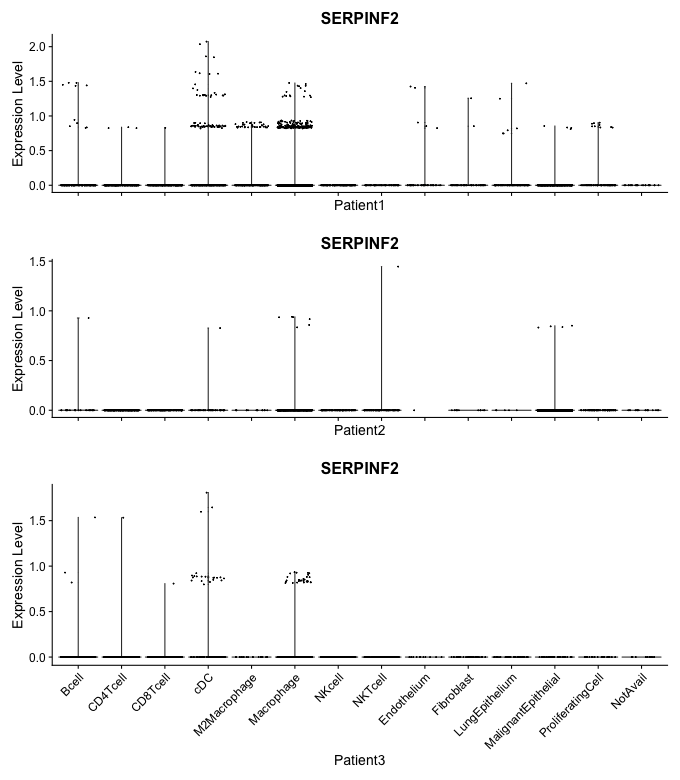 SERPINF2
Expression Level
2.0
1.5
1.0
0.5
0.0
Patient1
SERPINF2
Expression Level
1.5
1.0
0.5
0.0
Patient2
SERPINF2
Expression Level
1.5
1.0
0.5
0.0
Bcell
CD4Tcell
CD8Tcell
cDC
M2Macrophage
Macrophage
NKcell
NKTcell
Endothelium
Fibroblast
LungEpithelium
MalignantEpithelial
ProliferatingCell
NotAvail
Patient3